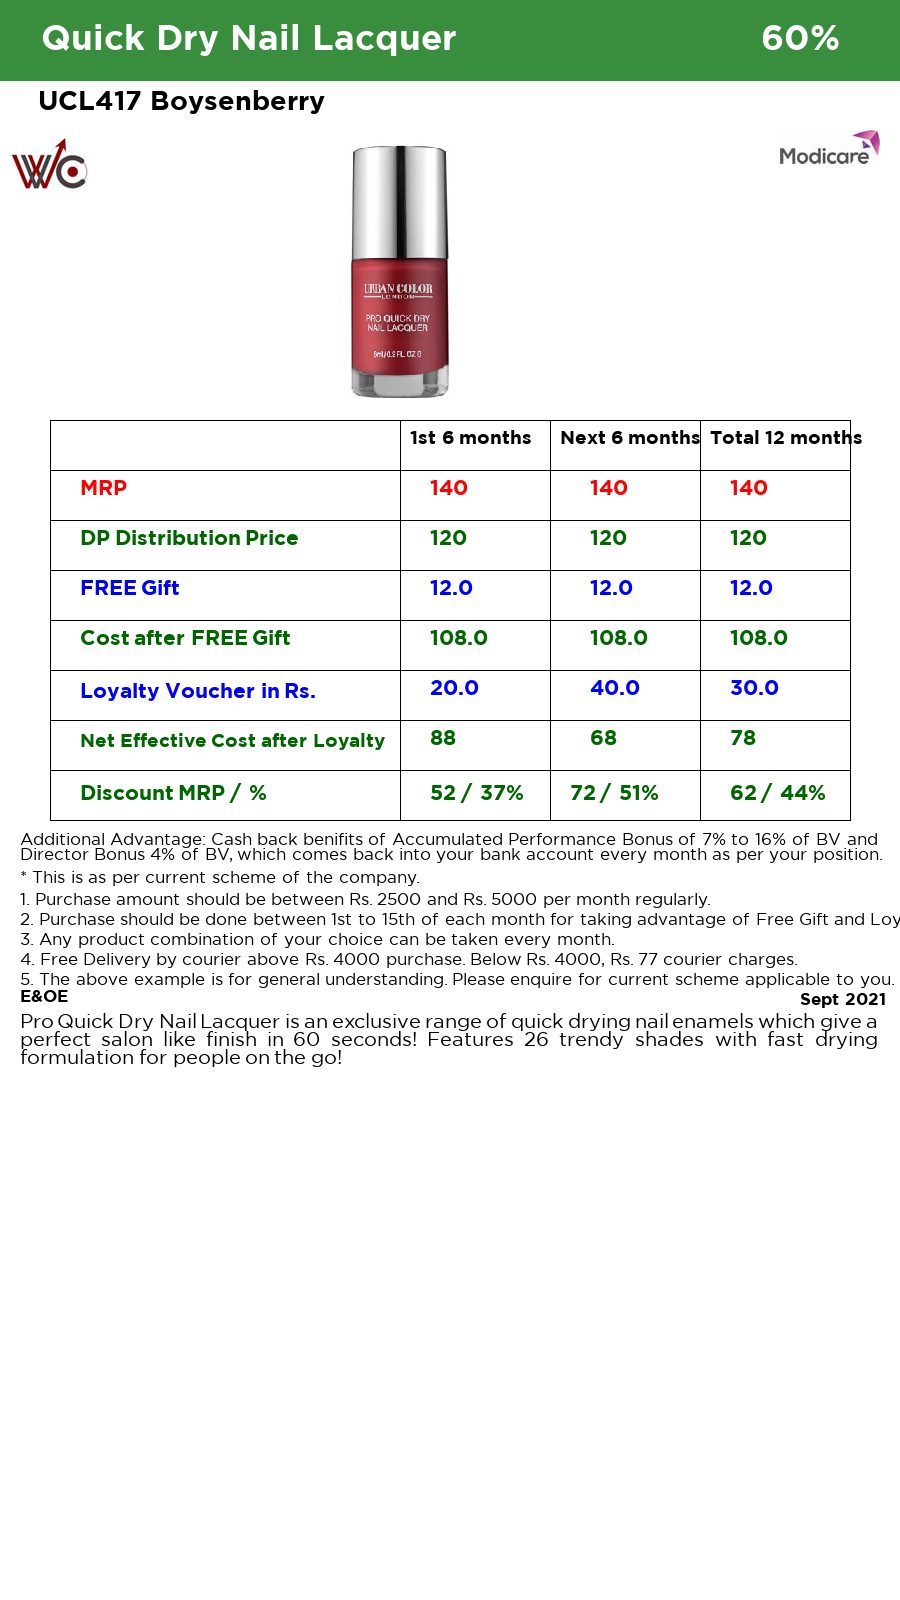 Quick Dry Nail Lacquer 60%
UCL417 Boysenberry
WC
Modicare
URBAN COLOR
LONDON
PRO QUICK DRY
NAIL LACQUER
1st 6 months Next 6 months Total 12 months
MRP 140 140 140
DP Distribution Price 120 120 120
FREE Gift 12.0 12.0 12.0
Cost after FREE Gift 108.0 108.0 108.0
Loyalty Voucher in Rs. 20.0 40.0 30.0
Net Effective Cost after Loyalty 88 68 78
Discount MRP / % 52 / 37% 72 / 51% 62 / 44%
Additional Advantage: Cash back benifits of Accumulated Performance Bonus of 7% to 16% of BV and
Director Bonus 4% of BV, which comes back into your bank account every month as per your position.
* This is as per current scheme of the company.
1. Purchase amount should be between Rs. 2500 and Rs. 5000 per month regularly.
2. Purchase should be done between 1st to 15th of each month for taking advantage of Free Gift and Loy
3. Any product combination of your choice can be taken every month.
4. Free Delivery by courier above Rs. 4000 purchase. Below Rs. 4000, Rs. 77 courier charges.
5. The above example is for general understanding. Please enquire for current scheme applicable to you.
E&OE Sept 2021
Pro Quick Dry Nail Lacquer is an exclusive range of quick drying nail enamels which give a
perfect salon like finish in 60 seconds! Features 26 trendy shades with fast drying
formulation for people on the go!